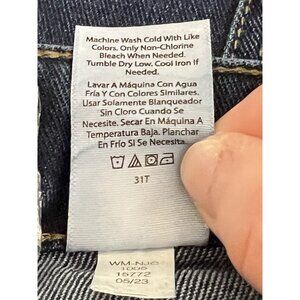 Machine Wash Cold With Like
Colors. Only Non-Chlorine
Bleach When Needed.
Tumble Dry Low. Cool Iron If
Needed.
Lavar A Máquina Con Agua
Fría Y Con Colores Similares.
Usar Solamente Blanqueador
Sin Cloro Cuando Se
Necesite. Secar En Máquina A
Temperatura Baja. Planchar
En Frío Si Se Necesita.
31T
WM-NJ6
1006
15772
05/23